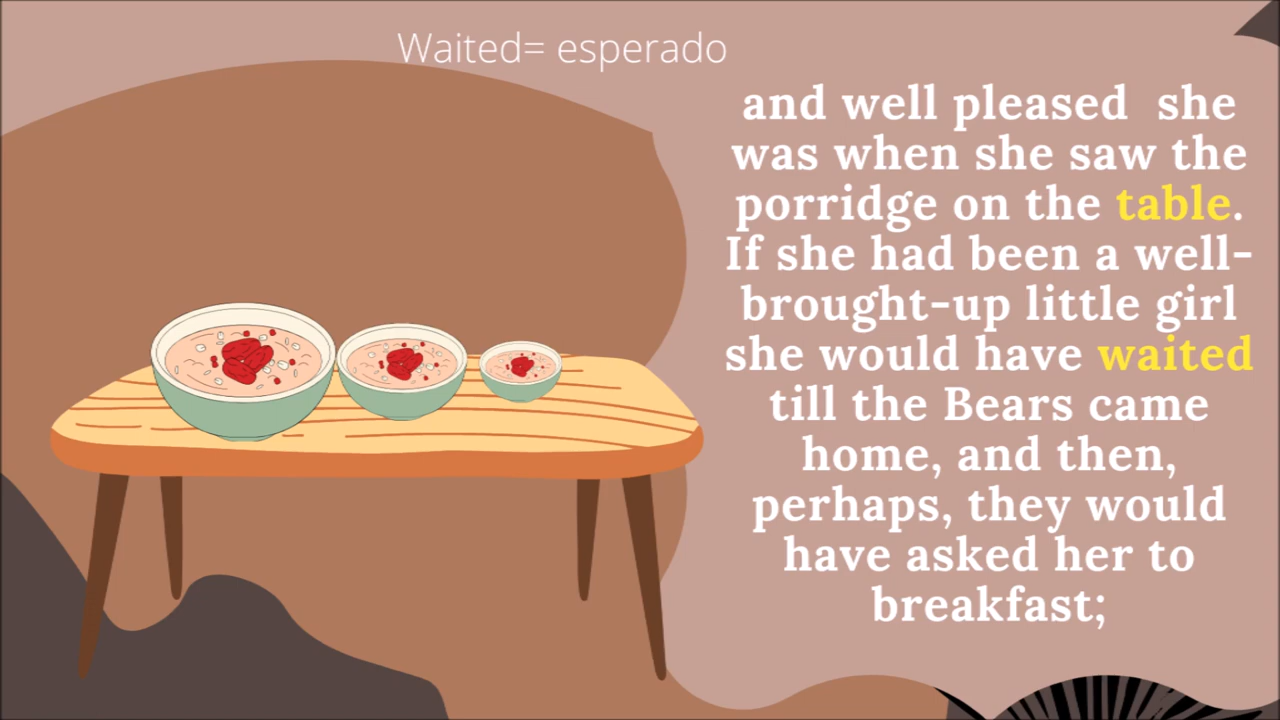 Waited= esperado
and well pleased she
was when she saw the
porridge on the table.
If she had been a well-
brought-up little girl
she would have waited
till the Bears came
home, and then,
perhaps, they would
have asked her to
breakfast;